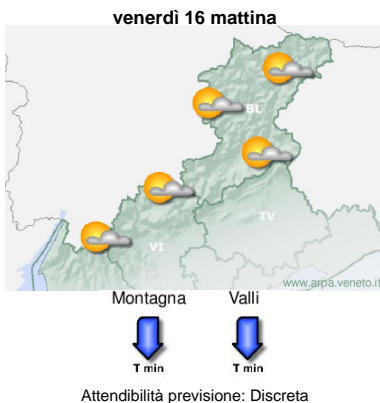 venerdì 16 mattina
BL
TV
VI
www.arpa.veneto.it
Montagna Valli
T min T min
Attendibilità previsione: Discreta